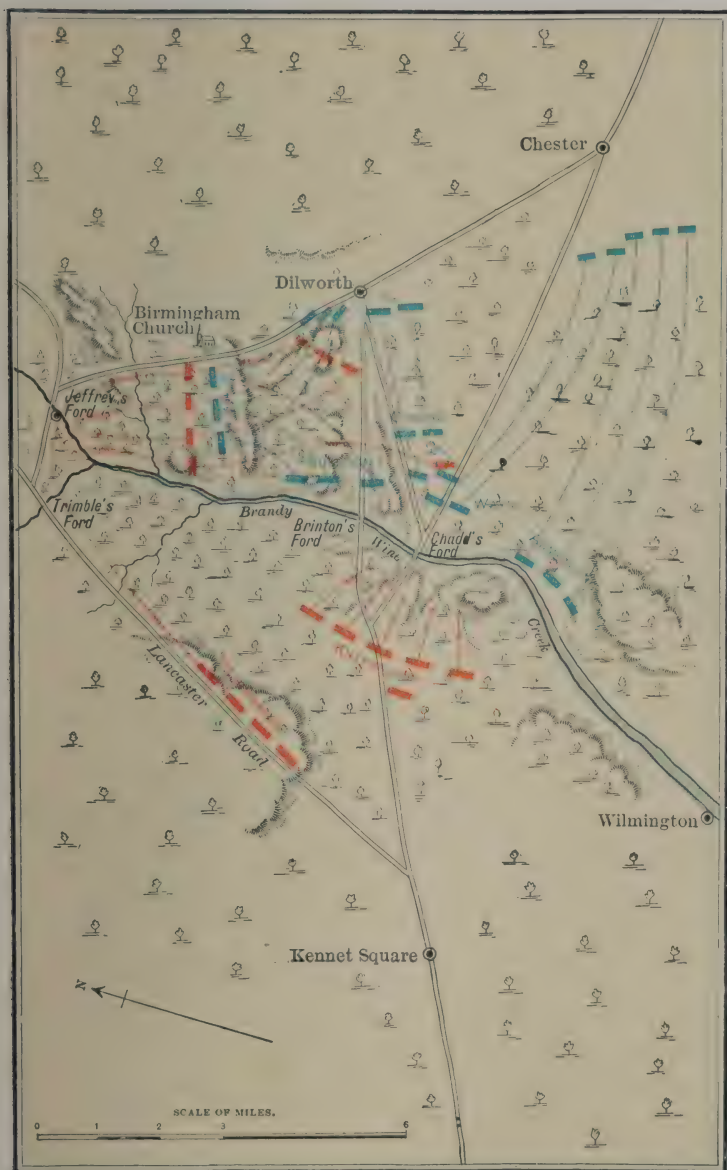 Chester
Dilworth
Birmingham
Church
Jeffrey's
Ford
Trimble's
Ford
Brandy
Brinton's
Ford
Wine
Chadd's
Ford
Creek
Lancaster
Road
Wilmington
Kennet Square
N
SCALE OF MILES.
0 1 2 3 6